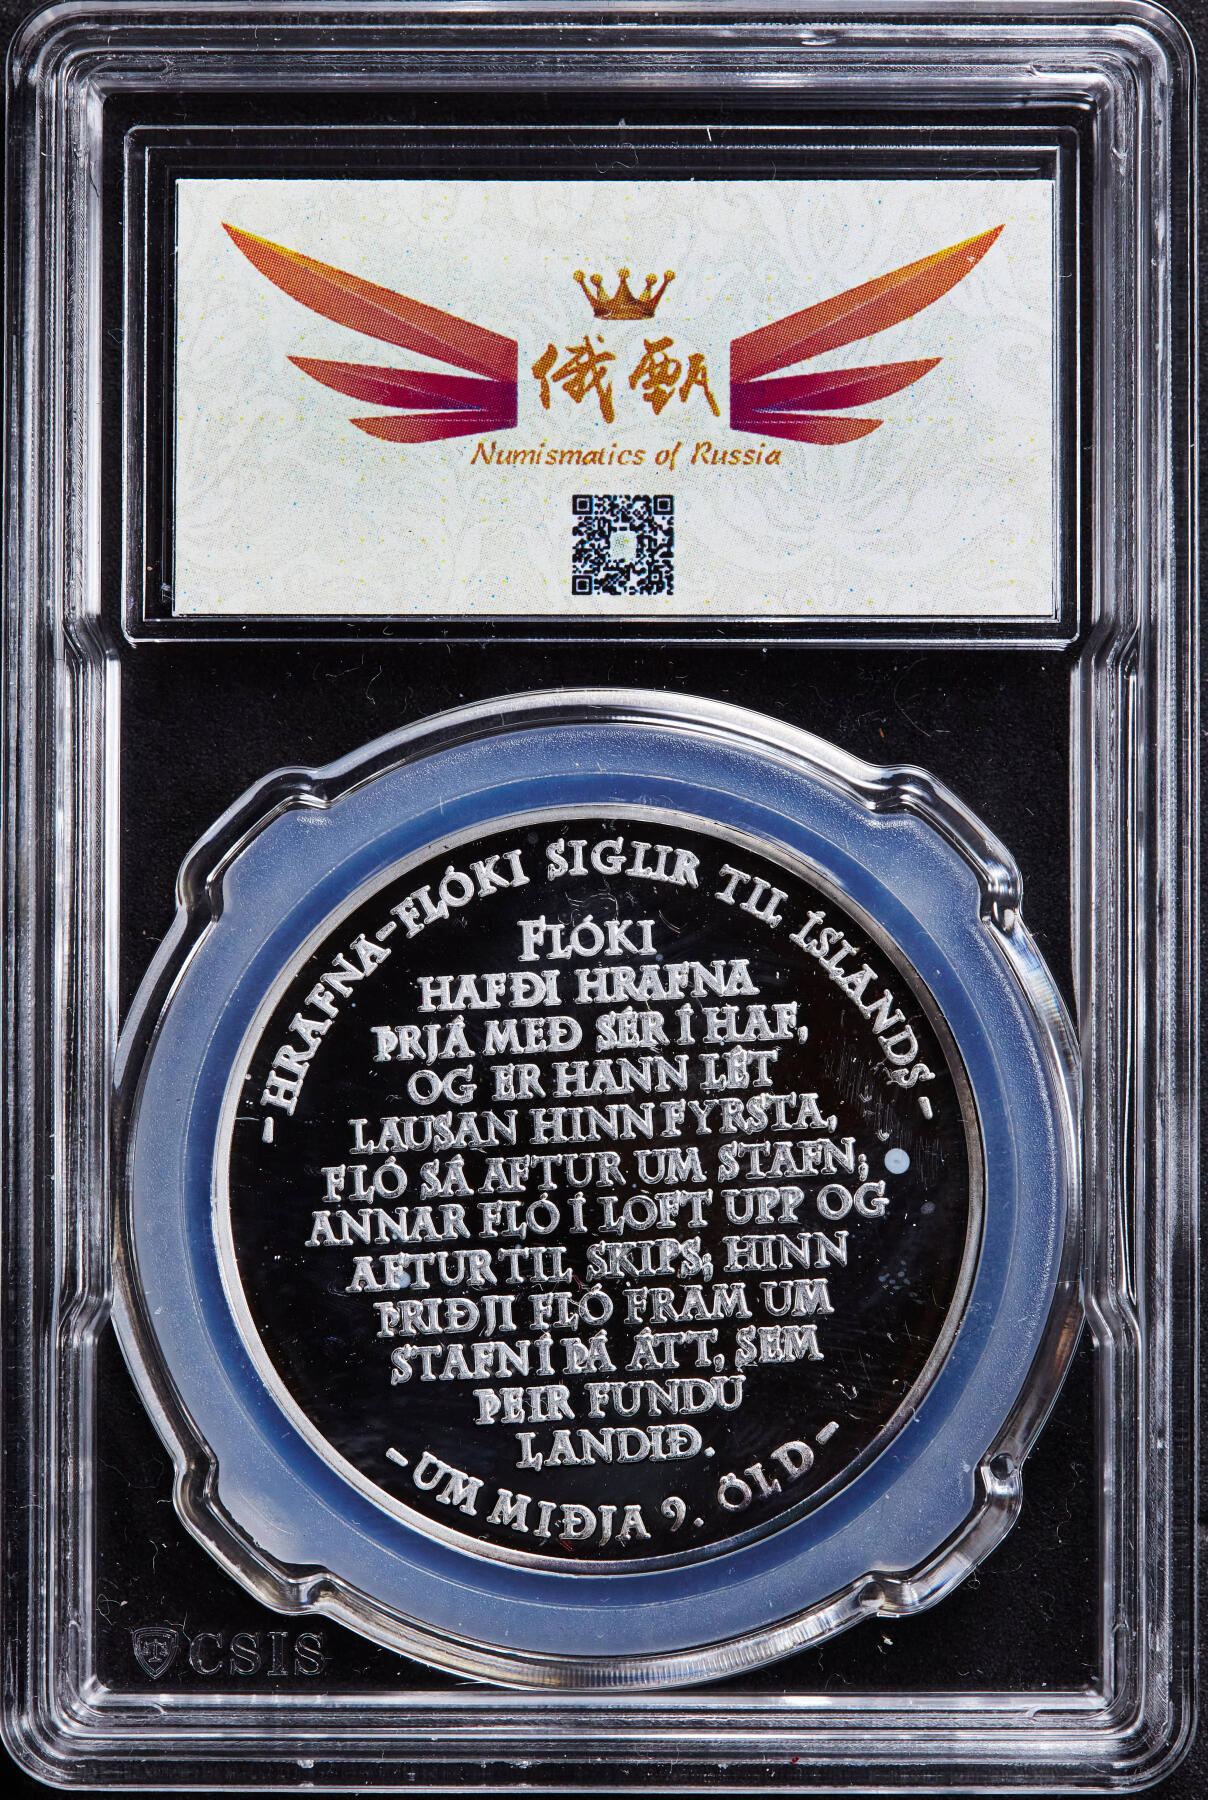 俄甄
Numismatics of Russia
-HRAFNA-FLÓKI SIGLIR TIL ÍSLANDS-
FLÓKI
HAFÐI HRAFNA
ÞRJÁ MEÐ SÉR Í HAF,
OG ER HANN LÉT
LAUSAN HINN FYRSTA,
FLÓ SÁ AFTUR UM STAFN;
ANNAR FLÓ Í LOFT UPP OG
AFTUR TIL SKIPS; HINN
ÞRIÐJI FLÓ FRAM UM
STAFN Í ÞÁ ÁTT, SEM
ÞEIR FUNDU
LANDIÐ.
-UM MIÐJA 9. ÖLD-
CSIS